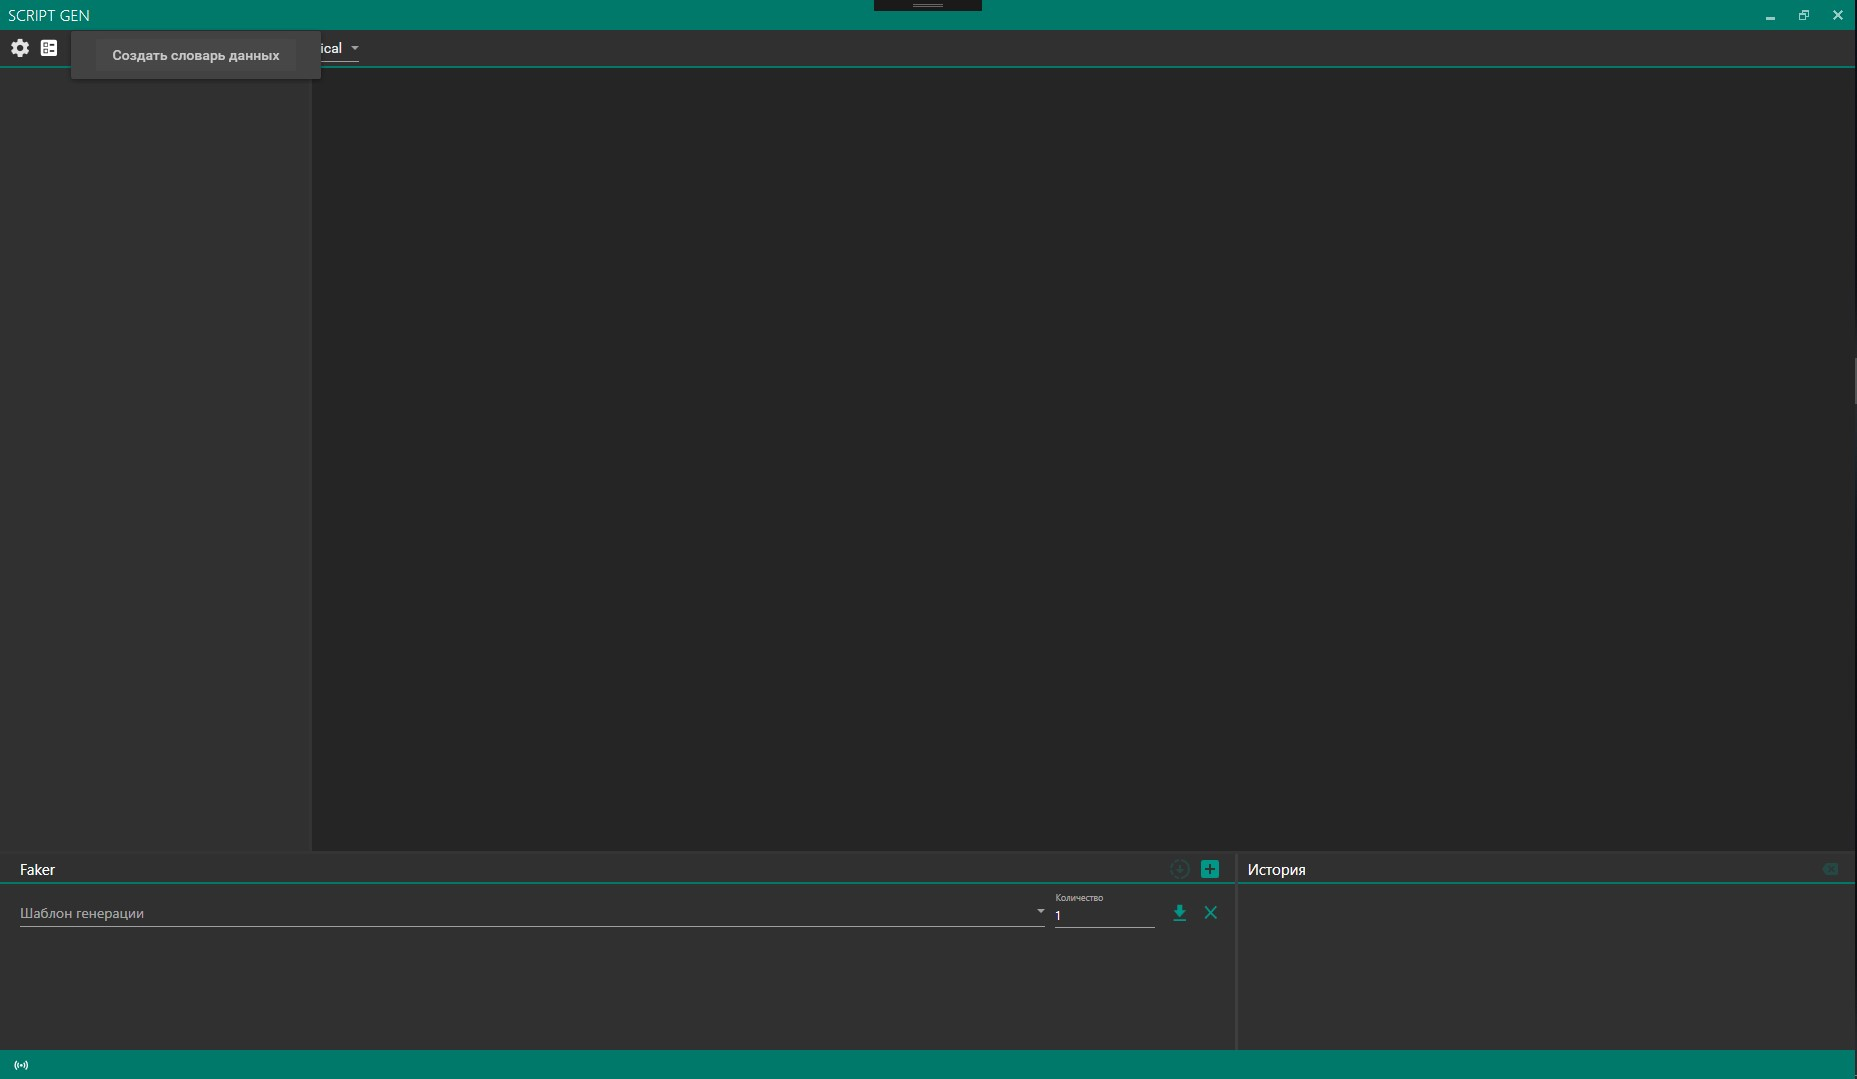 SCRIPT GEN
Создать словарь данных
ical
Faker
История
Шаблон генерации
Количество
1